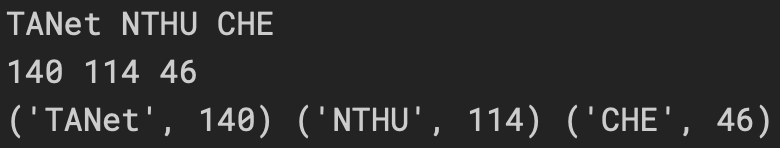 TANet NTHU CHE
140 114 46
('TANet', 140) ('NTHU', 114) ('CHE', 46)